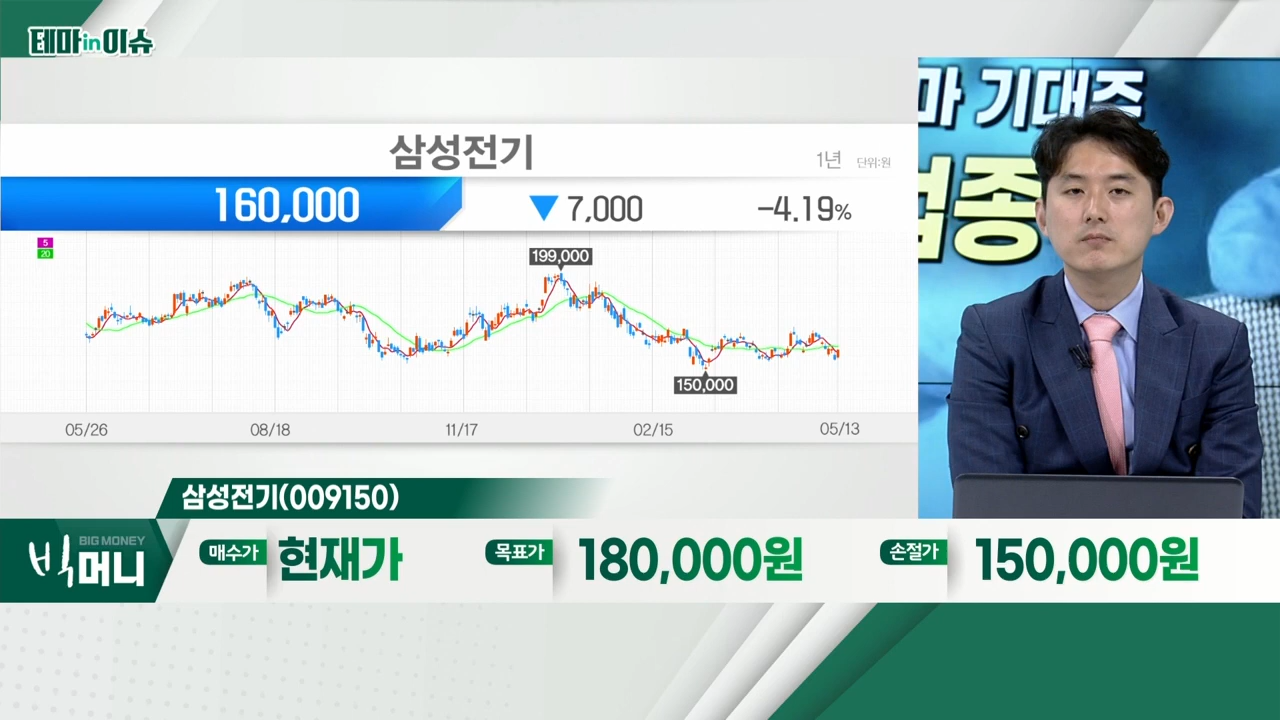 테마in이슈
마 기대주
업종
삼성전기
1년 단위:원
160,000 ▼ 7,000 -4.19%
5
20
199,000
150,000
05/26 08/18 11/17 02/15 05/13
삼성전기(009150)
BIG MONEY
빅머니
매수가 현재가 목표가 180,000원 손절가 150,000원